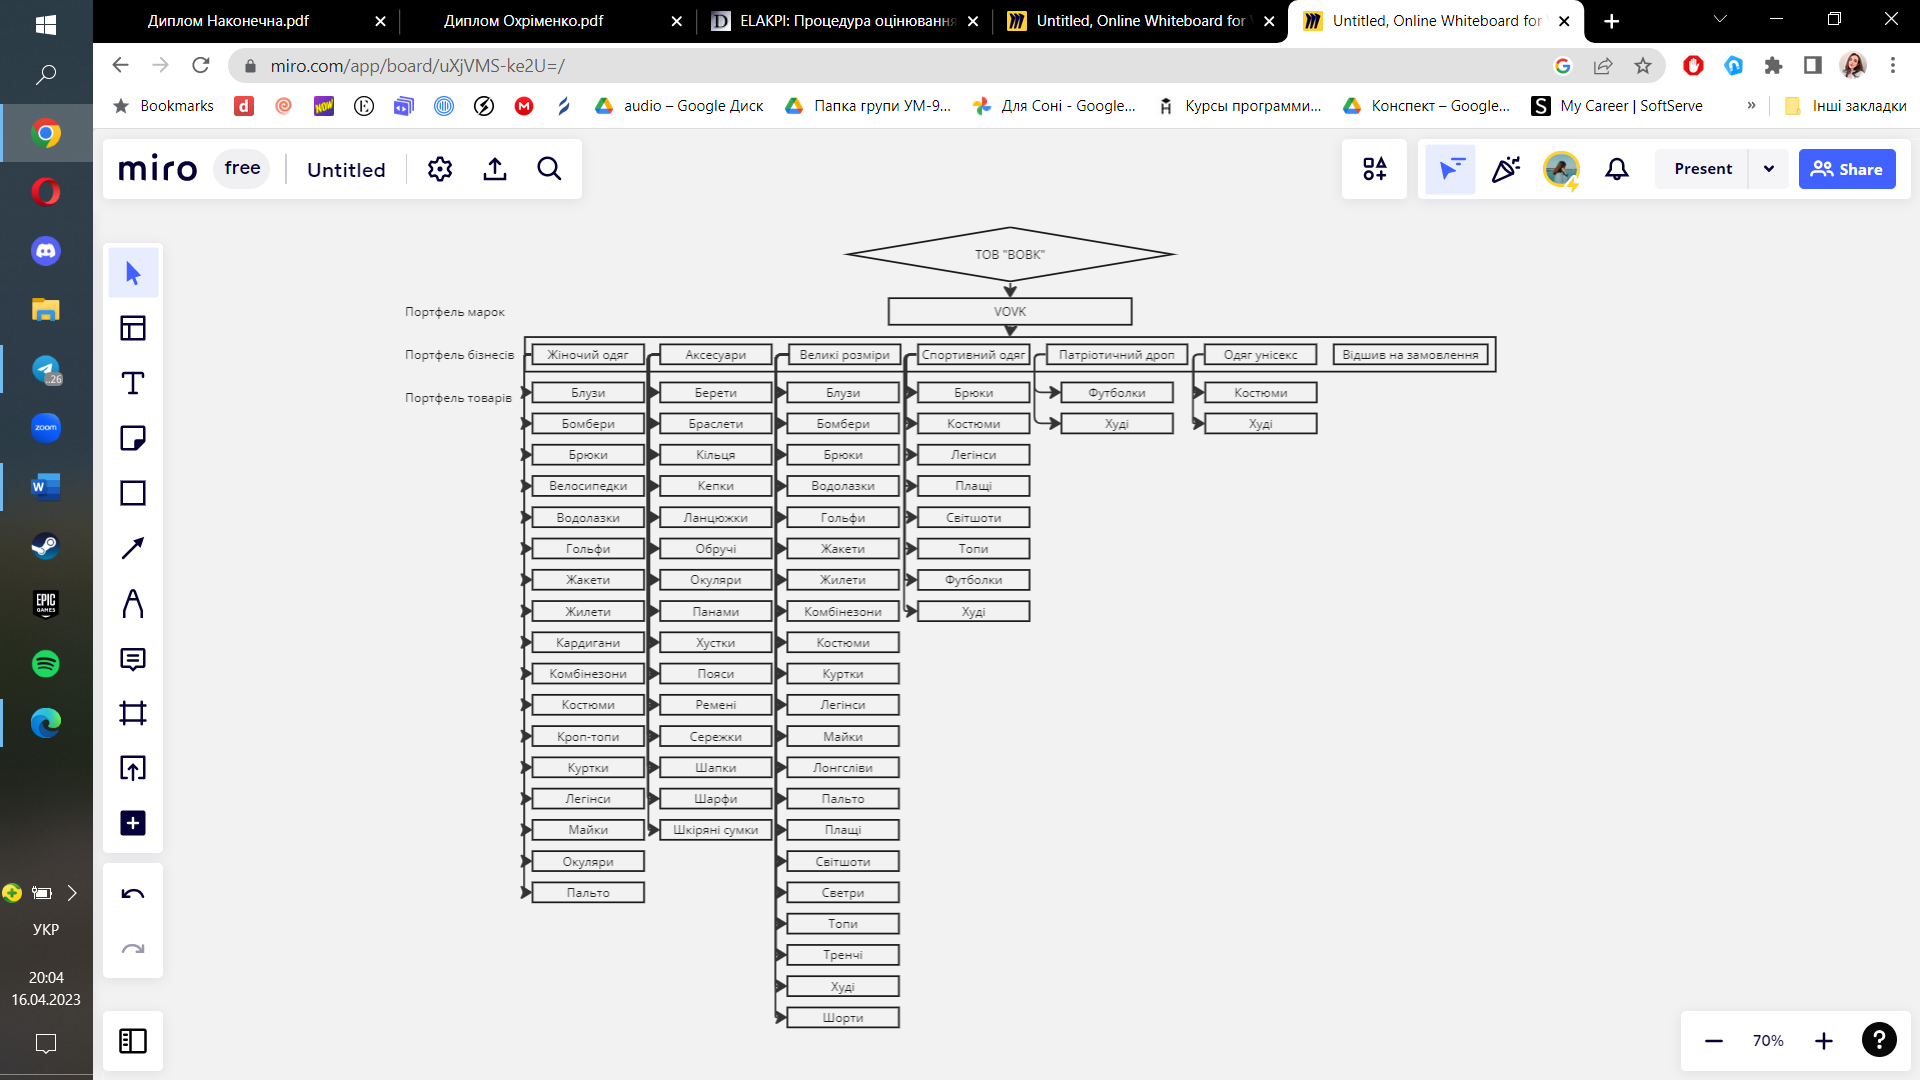 Диплом Наконечна.pdf
Диплом Охріменко.pdf
ELAKPI: Процедура оцінювання
Untitled, Online Whiteboard for
Untitled, Online Whiteboard for
miro.com/app/board/uXjVMS-ke2U=/
Bookmarks
audio – Google Диск
Папка групи УМ-9...
Для Соні - Google...
Курсы программи...
Конспект – Google...
My Career | SoftServe
»
Інші закладки
miro
free
Untitled
Present
Share
ТОВ "ВОВК"
Портфель марок
VOVK
Портфель бізнесів
Жіночий одяг
Аксесуари
Великі розміри
Спортивний одяг
Патріотичний дроп
Одяг унісекс
Відшив на замовлення
Портфель товарів
Блузи
Бомбери
Брюки
Велосипедки
Водолазки
Гольфи
Жакети
Жилети
Кардигани
Комбінезони
Костюми
Кроп-топи
Куртки
Легінси
Майки
Окуляри
Пальто
Берети
Браслети
Кільця
Кепки
Ланцюжки
Обручі
Окуляри
Панами
Хустки
Пояси
Ремені
Сережки
Шапки
Шарфи
Шкіряні сумки
Блузи
Бомбери
Брюки
Водолазки
Гольфи
Жакети
Жилети
Комбінезони
Костюми
Куртки
Легінси
Майки
Лонгсліви
Пальто
Плащі
Світшоти
Светри
Топи
Тренчі
Худі
Шорти
Брюки
Костюми
Легінси
Плащі
Світшоти
Топи
Футболки
Худі
Футболки
Худі
Костюми
Худі
70%
..26
zoom
EPIC
GAMES
УКР
20:04
16.04.2023